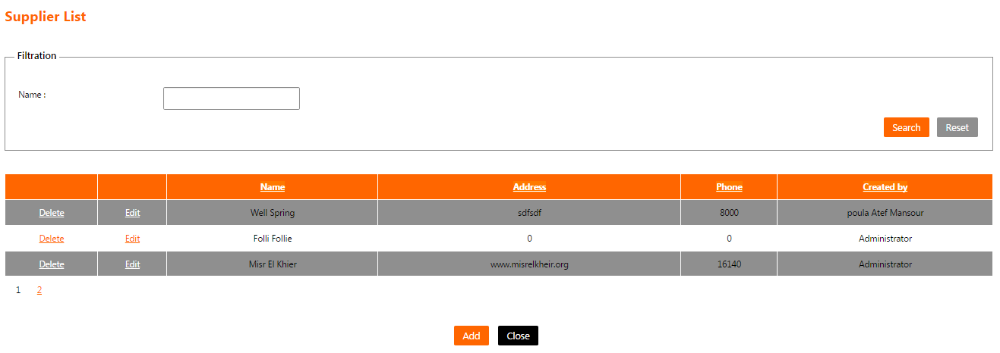 Supplier List
Filtration
Name :
Search Reset
Name Address Phone Created by
Delete Edit Well Spring sdfsdf 8000 poula Atef Mansour
Delete Edit Folli Follie 0 0 Administrator
Delete Edit Misr El Khier www.misrelkheir.org 16140 Administrator
1 2
Add Close